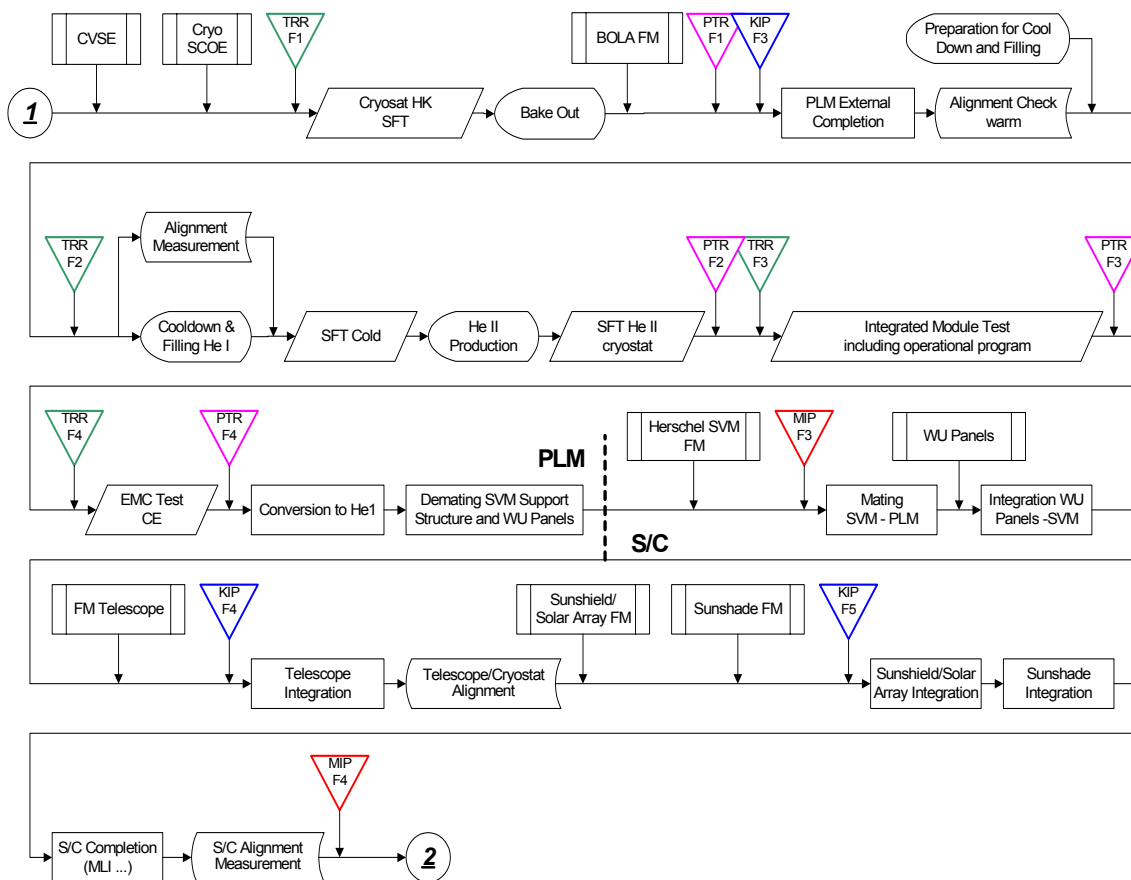 CVSE
Cryo
SCOE
TRR
F1
BOLA FM
PTR
F1
KIP
F3
Preparation for Cool
Down and Filling
1
Cryosat HK
SFT
Bake Out
PLM External
Completion
Alignment Check
warm
TRR
F2
Alignment
Measurement
PTR
F2
TRR
F3
PTR
F3
Cooldown &
Filling He I
SFT Cold
He II
Production
SFT He II
cryostat
Integrated Module Test
including operational program
TRR
F4
PTR
F4
PLM
Herschel SVM
FM
MIP
F3
WU Panels
EMC Test
CE
Conversion to He1
Demating SVM Support
Structure and WU Panels
Mating
SVM - PLM
Integration WU
Panels -SVM
S/C
FM Telescope
KIP
F4
Sunshield/
Solar Array FM
Sunshade FM
KIP
F5
Telescope
Integration
Telescope/Cryostat
Alignment
Sunshield/Solar
Array Integration
Sunshade
Integration
MIP
F4
S/C Completion
(MLI ...)
S/C Alignment
Measurement
2